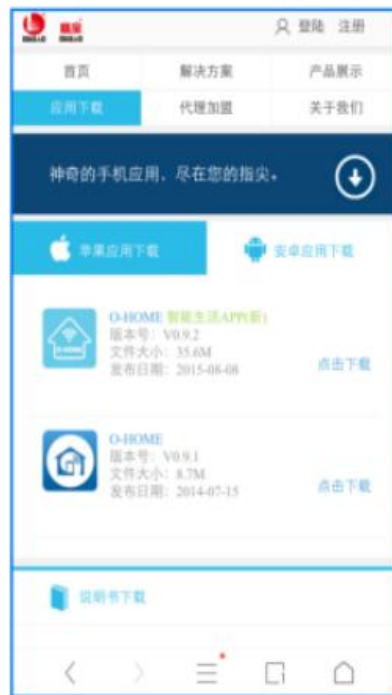 登陆 注册
首页 解决方案 产品展示
应用下载 代理加盟 关于我们
神奇的手机应用，尽在您的指尖。
苹果应用下载 安卓应用下载
O-HOME 智能生活APP(新)
版本号：V0.9.2
文件大小：35.6M
发布日期：2015-08-08
点击下载
O-HOME
O-HOME
版本号：V0.9.1
文件大小：8.7M
发布日期：2014-07-15
点击下载
说明书下载